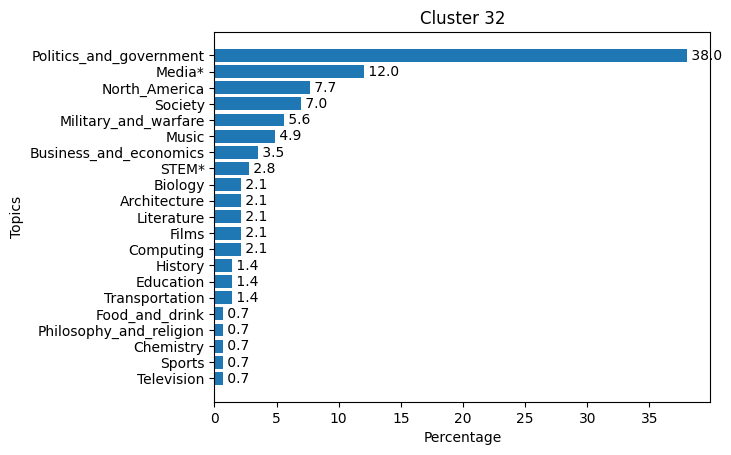 Cluster 32
Politics_and_government 38.0
Media* 12.0
North_America 7.7
Society 7.0
Military_and_warfare 5.6
Music 4.9
Business_and_economics 3.5
STEM* 2.8
Biology 2.1
Architecture 2.1
Literature 2.1
Films 2.1
Computing 2.1
History 1.4
Education 1.4
Transportation 1.4
Food_and_drink 0.7
Philosophy_and_religion 0.7
Chemistry 0.7
Sports 0.7
Television 0.7
Topics
0 5 10 15 20 25 30 35
Percentage